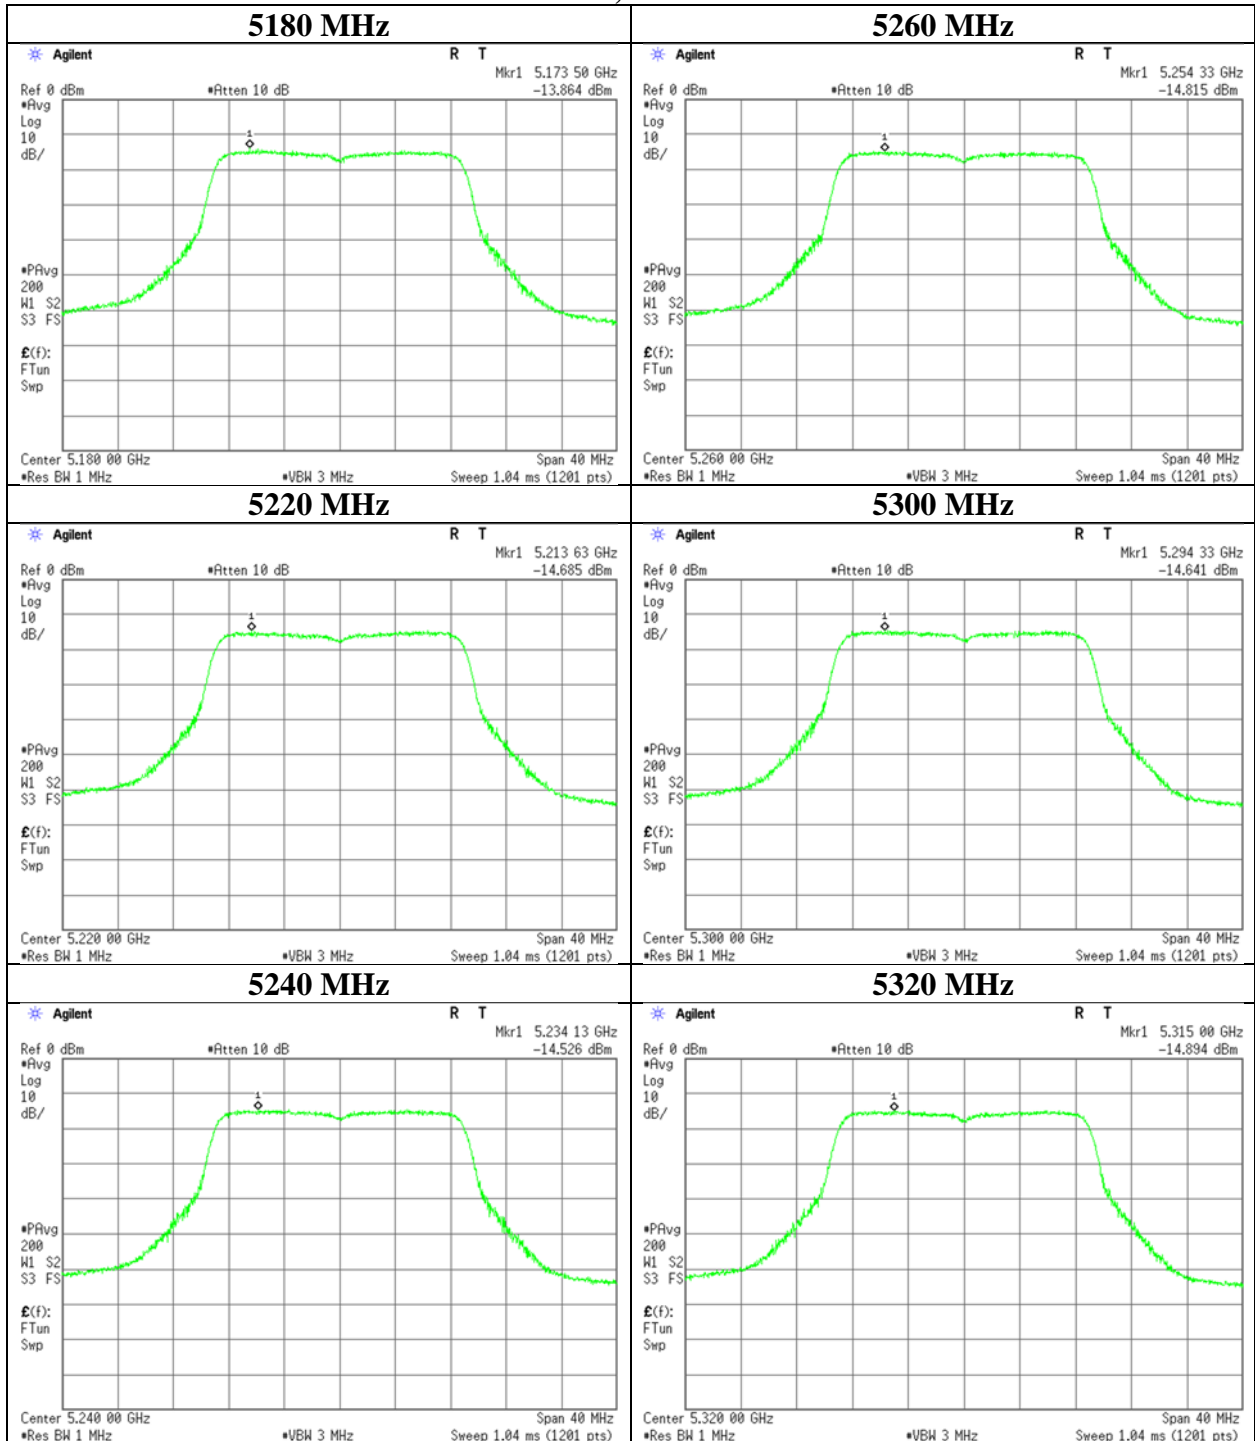 5180 MHz
Agilent R T
Mkr1 5.173 50 GHz
Ref 0 dBm *Atten 10 dB -13.864 dBm
*Avg
Log
10
dB/
1
*PAvg
200
W1 S2
S3 FS
£(f):
FTun
Swp
Center 5.180 00 GHz Span 40 MHz
*Res BW 1 MHz *VBW 3 MHz Sweep 1.04 ms (1201 pts)
5260 MHz
Agilent R T
Mkr1 5.254 33 GHz
Ref 0 dBm *Atten 10 dB -14.815 dBm
*Avg
Log
10
dB/
1
*PAvg
200
W1 S2
S3 FS
£(f):
FTun
Swp
Center 5.260 00 GHz Span 40 MHz
*Res BW 1 MHz *VBW 3 MHz Sweep 1.04 ms (1201 pts)
5220 MHz
Agilent R T
Mkr1 5.213 63 GHz
Ref 0 dBm *Atten 10 dB -14.685 dBm
*Avg
Log
10
dB/
1
*PAvg
200
W1 S2
S3 FS
£(f):
FTun
Swp
Center 5.220 00 GHz Span 40 MHz
*Res BW 1 MHz *VBW 3 MHz Sweep 1.04 ms (1201 pts)
5300 MHz
Agilent R T
Mkr1 5.294 33 GHz
Ref 0 dBm *Atten 10 dB -14.641 dBm
*Avg
Log
10
dB/
1
*PAvg
200
W1 S2
S3 FS
£(f):
FTun
Swp
Center 5.300 00 GHz Span 40 MHz
*Res BW 1 MHz *VBW 3 MHz Sweep 1.04 ms (1201 pts)
5240 MHz
Agilent R T
Mkr1 5.234 13 GHz
Ref 0 dBm *Atten 10 dB -14.526 dBm
*Avg
Log
10
dB/
1
*PAvg
200
W1 S2
S3 FS
£(f):
FTun
Swp
Center 5.240 00 GHz Span 40 MHz
*Res BW 1 MHz *VBW 3 MHz Sweep 1.04 ms (1201 pts)
5320 MHz
Agilent R T
Mkr1 5.315 00 GHz
Ref 0 dBm *Atten 10 dB -14.894 dBm
*Avg
Log
10
dB/
1
*PAvg
200
W1 S2
S3 FS
£(f):
FTun
Swp
Center 5.320 00 GHz Span 40 MHz
*Res BW 1 MHz *VBW 3 MHz Sweep 1.04 ms (1201 pts)